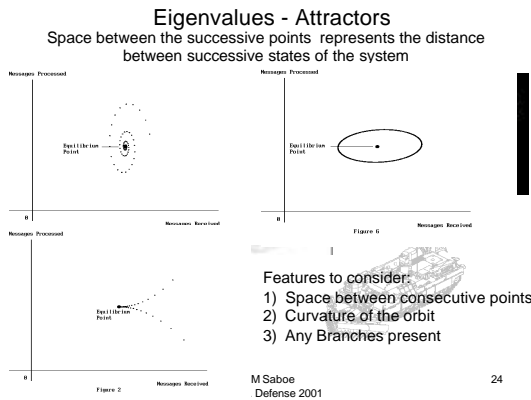 Eigenvalues - Attractors
Space between the successive points represents the distance
between successive states of the system
Messages Processed
Equilibrium
Point
0
Messages Received
Messages Processed
Equilibrium
Point
0
Messages Received
Figure 6
Messages Processed
Equilibrium
Point
0
Messages Received
Figure 2
Features to consider:
1) Space between consecutive points
2) Curvature of the orbit
3) Any Branches present
M Saboe
Defense 2001
24